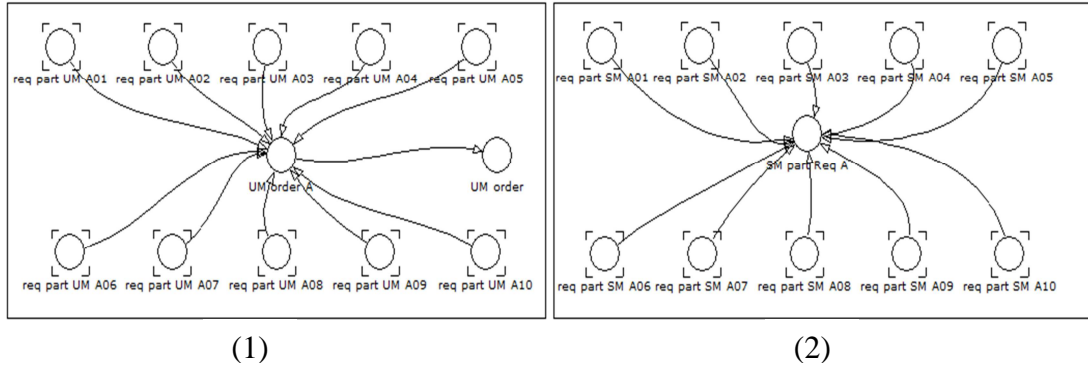 req part UM A01 req part UM A02 req part UM A03 req part UM A04 req part UM A05
UM order A UM order
req part UM A06 req part UM A07 req part UM A08 req part UM A09 req part UM A10
(1)
req part SM A01 req part SM A02 req part SM A03 req part SM A04 req part SM A05
SM part Req A
req part SM A06 req part SM A07 req part SM A08 req part SM A09 req part SM A10
(2)